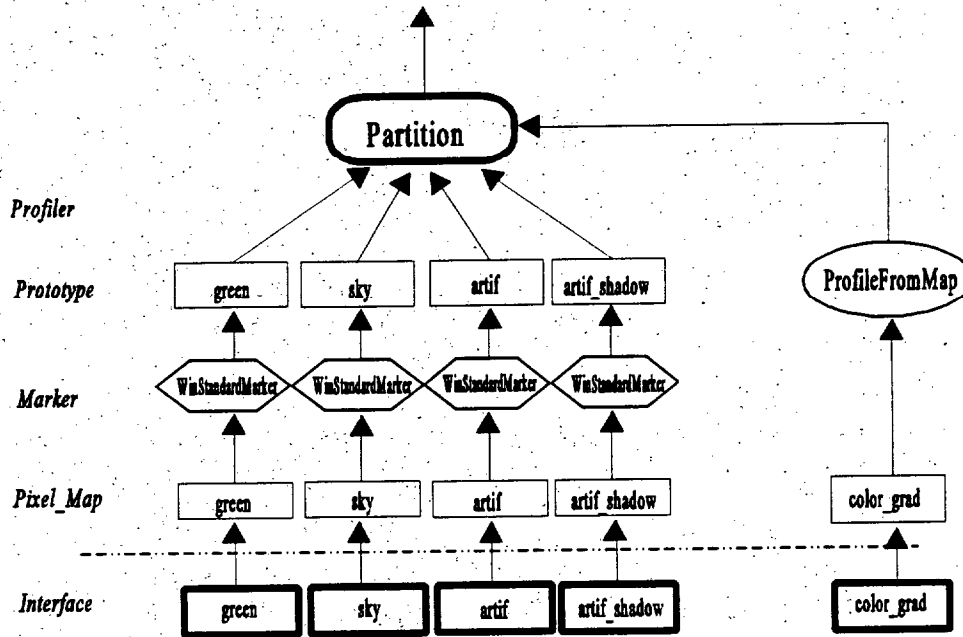 Partition
Profiler
Prototype
green
sky
artif
artif_shadow
ProfileFromMap
Marker
WinStandardMarker
WinStandardMarker
WinStandardMarker
WinStandardMarker
Pixel_Map
green
sky
artif
artif_shadow
color_grad
Interface
green
sky
artif
artif_shadow
color_grad